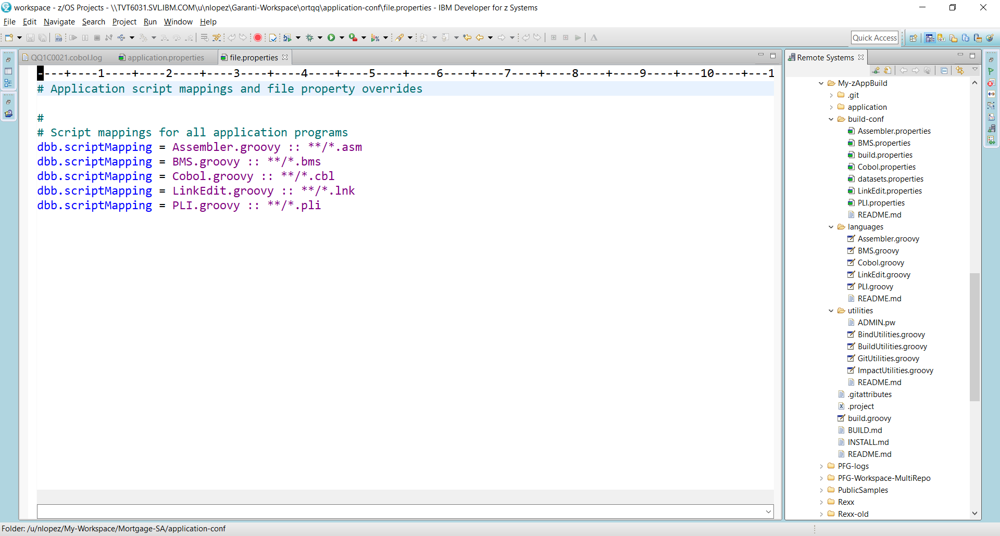 workspace - z/OS Projects - \\TVT6031.SVL.IBM.COM\u\nlopez\Garanti-Workspace\ortqq\application-conf\file.properties - IBM Developer for z Systems
File Edit Navigate Search Project Run Window Help
Quick Access
QQ1C0021.cobol.log application.properties file.properties
Remote Systems
----+----1----+----2----+----3----+----4----+----5----+----6----+----7----+----8----+----9----+---10----+---1
# Application script mappings and file property overrides
#
# Script mappings for all application programs
dbb.scriptMapping = Assembler.groovy :: **/*.asm
dbb.scriptMapping = BMS.groovy :: **/*.bms
dbb.scriptMapping = Cobol.groovy :: **/*.cbl
dbb.scriptMapping = LinkEdit.groovy :: **/*.lnk
dbb.scriptMapping = PLI.groovy :: **/*.pli
My-zAppBuild
.git
application
build-conf
Assembler.properties
BMS.properties
build.properties
Cobol.properties
datasets.properties
LinkEdit.properties
PLI.properties
README.md
languages
Assembler.groovy
BMS.groovy
Cobol.groovy
LinkEdit.groovy
PLI.groovy
README.md
utilities
ADMIN.pw
BindUtilities.groovy
BuildUtilities.groovy
GitUtilities.groovy
ImpactUtilities.groovy
README.md
.gitattributes
.project
build.groovy
BUILD.md
INSTALL.md
README.md
PFG-logs
PFG-Workspace-MultiRepo
PublicSamples
Rexx
Rexx-old
Folder: /u/nlopez/My-Workspace/Mortgage-SA/application-conf